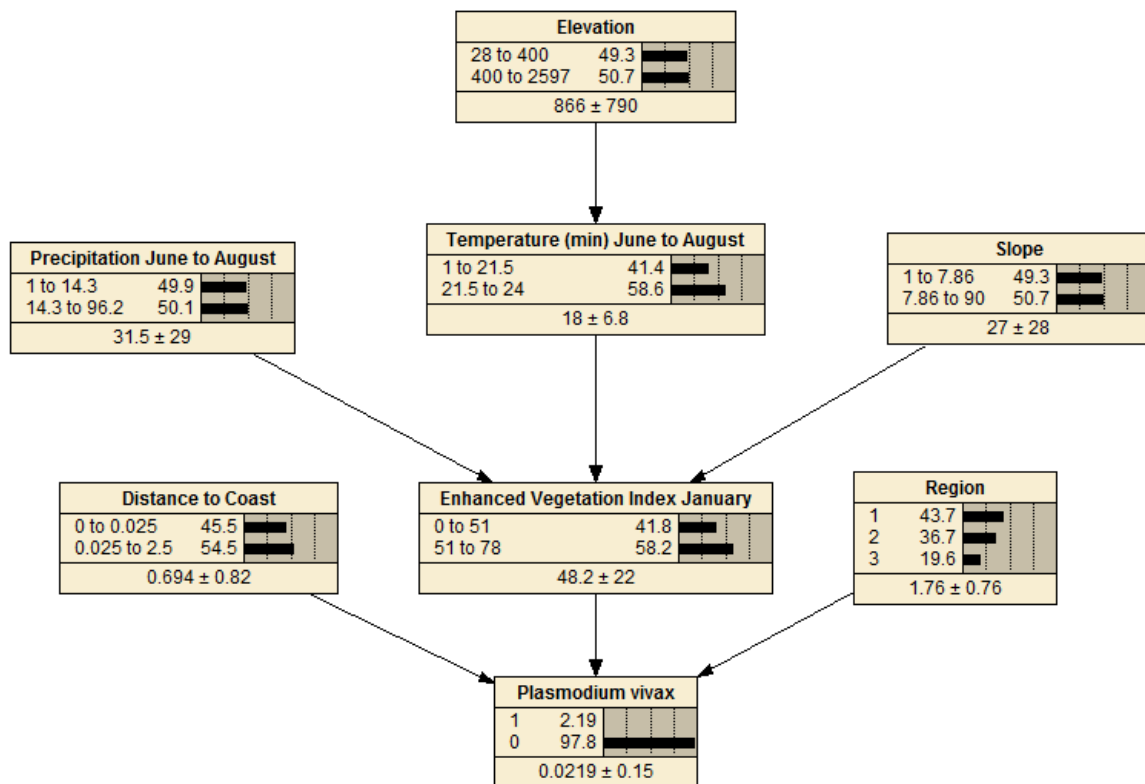 Elevation
28 to 400 49.3
400 to 2597 50.7
866 ± 790
Precipitation June to August
1 to 14.3 49.9
14.3 to 96.2 50.1
31.5 ± 29
Temperature (min) June to August
1 to 21.5 41.4
21.5 to 24 58.6
18 ± 6.8
Slope
1 to 7.86 49.3
7.86 to 90 50.7
27 ± 28
Distance to Coast
0 to 0.025 45.5
0.025 to 2.5 54.5
0.694 ± 0.82
Enhanced Vegetation Index January
0 to 51 41.8
51 to 78 58.2
48.2 ± 22
Region
1 43.7
2 36.7
3 19.6
1.76 ± 0.76
Plasmodium vivax
1 2.19
0 97.8
0.0219 ± 0.15